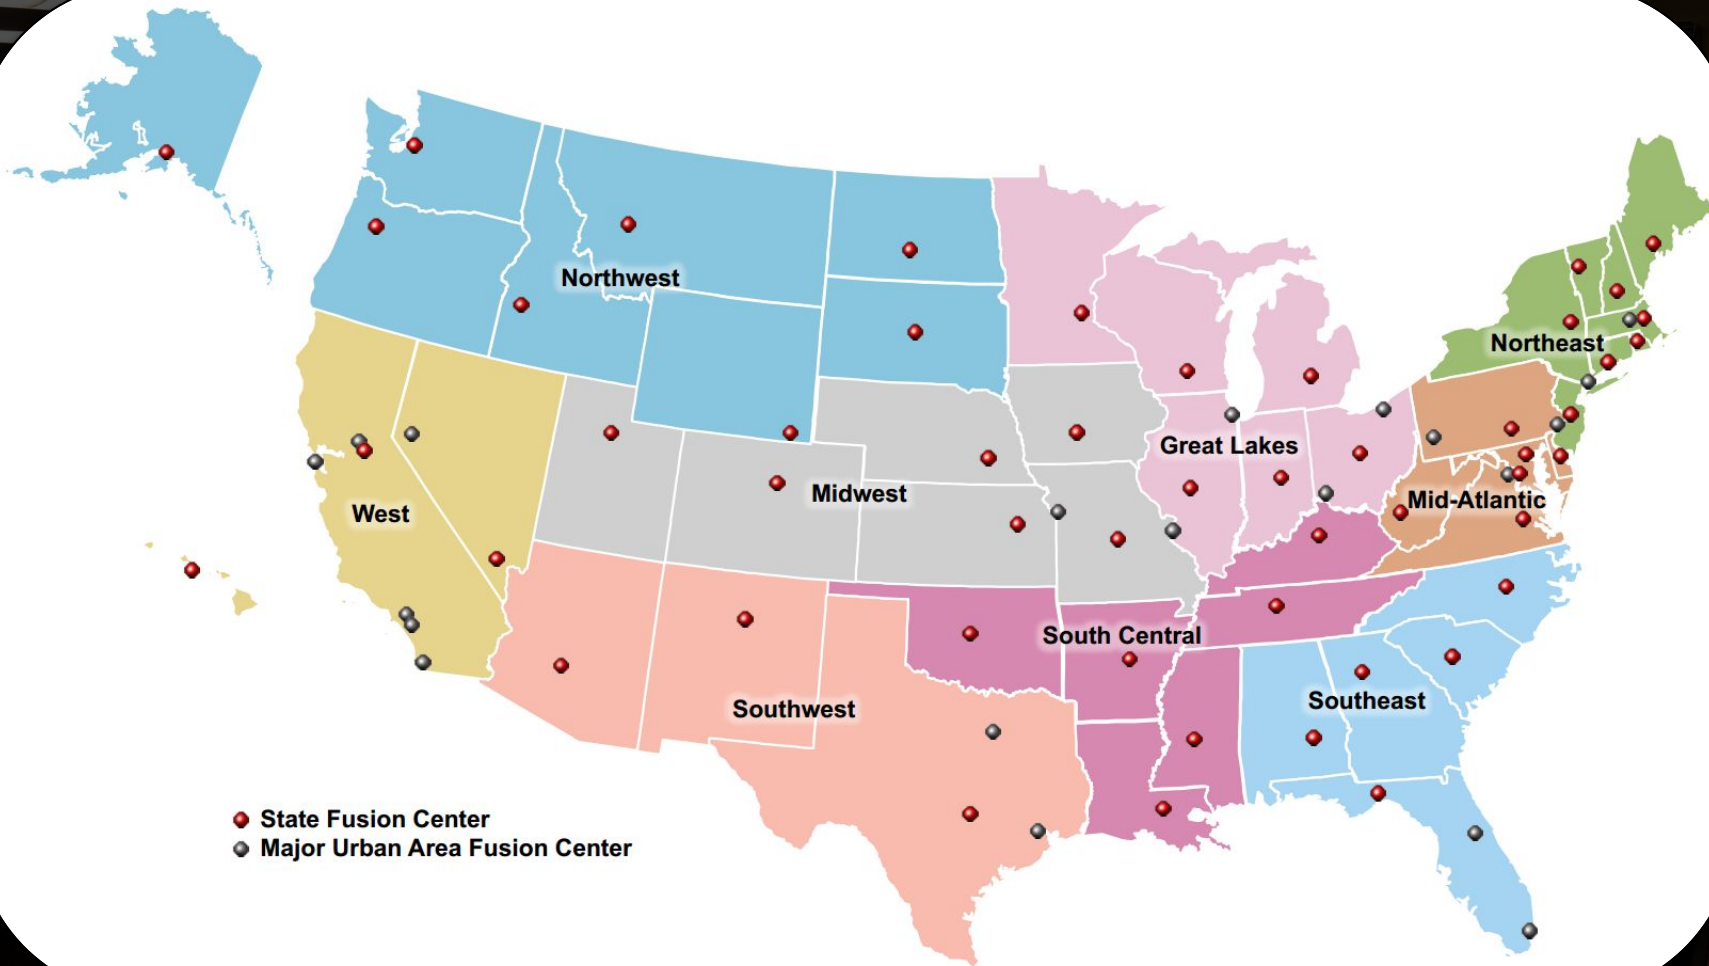 Northwest
Northeast
Great Lakes
Midwest
Mid-Atlantic
West
South Central
Southeast
Southwest
State Fusion Center
Major Urban Area Fusion Center